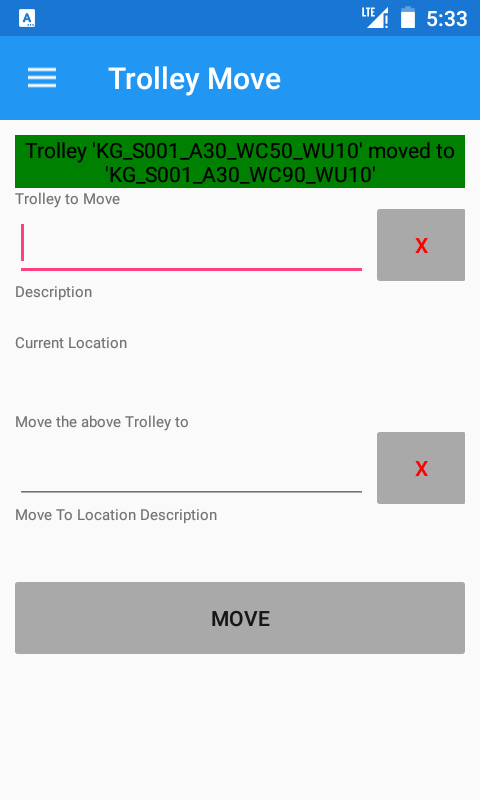 A
LTE
5:33
Trolley Move
Trolley 'KG_S001_A30_WC50_WU10' moved to
'KG_S001_A30_WC90_WU10'
Trolley to Move
X
Description
Current Location
Move the above Trolley to
X
Move To Location Description
MOVE